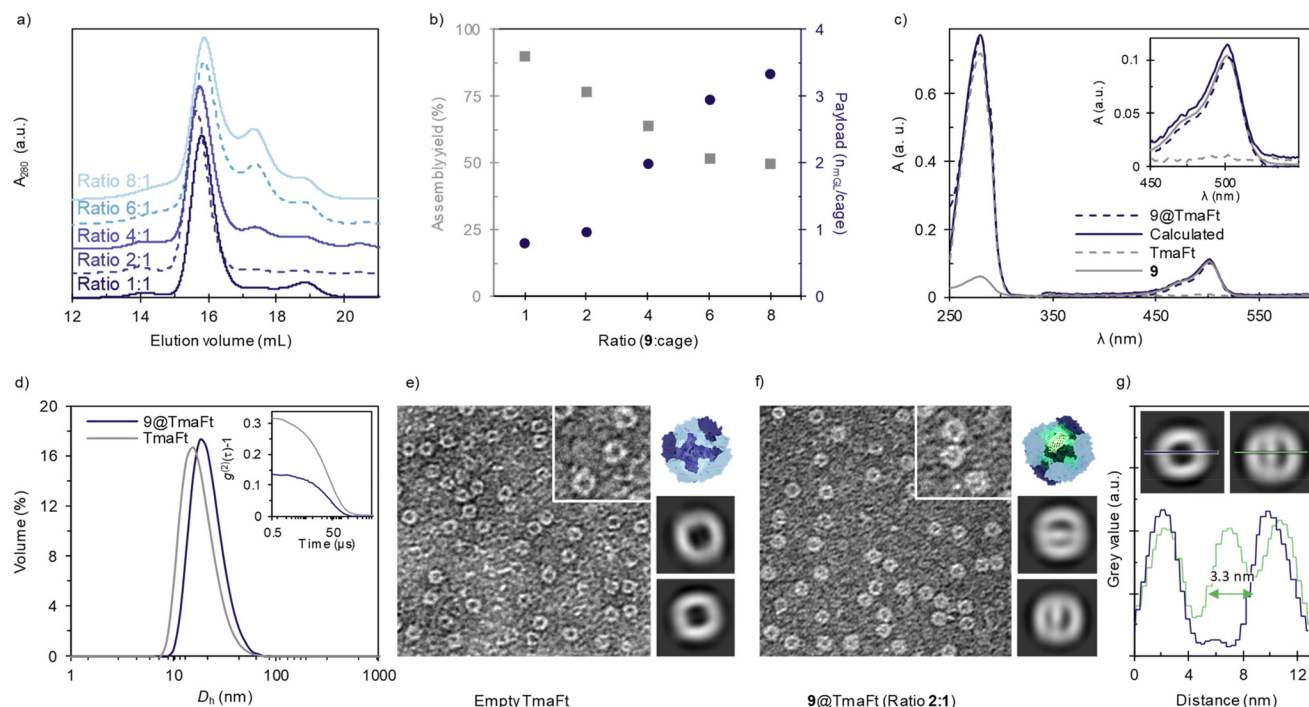 a)
A280 (a.u.)
Ratio 8:1
Ratio 6:1
Ratio 4:1
Ratio 2:1
Ratio 1:1
12 14 16 18 20
Elution volume (mL)
b)
100
75
50
25
0
Assembly yield (%)
4
3
2
1
0
Payload (nmGL/cage)
1 2 4 6 8
Ratio (9:cage)
c)
A (a. u.)
0.8
0.6
0.4
0.2
0
250 350 450 550
λ (nm)
A (a.u.)
0.1
0.05
0
450 500
λ (nm)
9@TmaFt
Calculated
TmaFt
9
d)
Volume (%)
20
16
12
8
4
0
1 10 10 100 1000
Dh (nm)
9@TmaFt
TmaFt
g(2)(τ)-1
0.3
0.2
0.1
0
0.5 50
Time (µs)
e)
Empty TmaFt
f)
9@TmaFt (Ratio 2:1)
g)
Grey value (a.u.)
3.3 nm
0 4 8 12
Distance (nm)